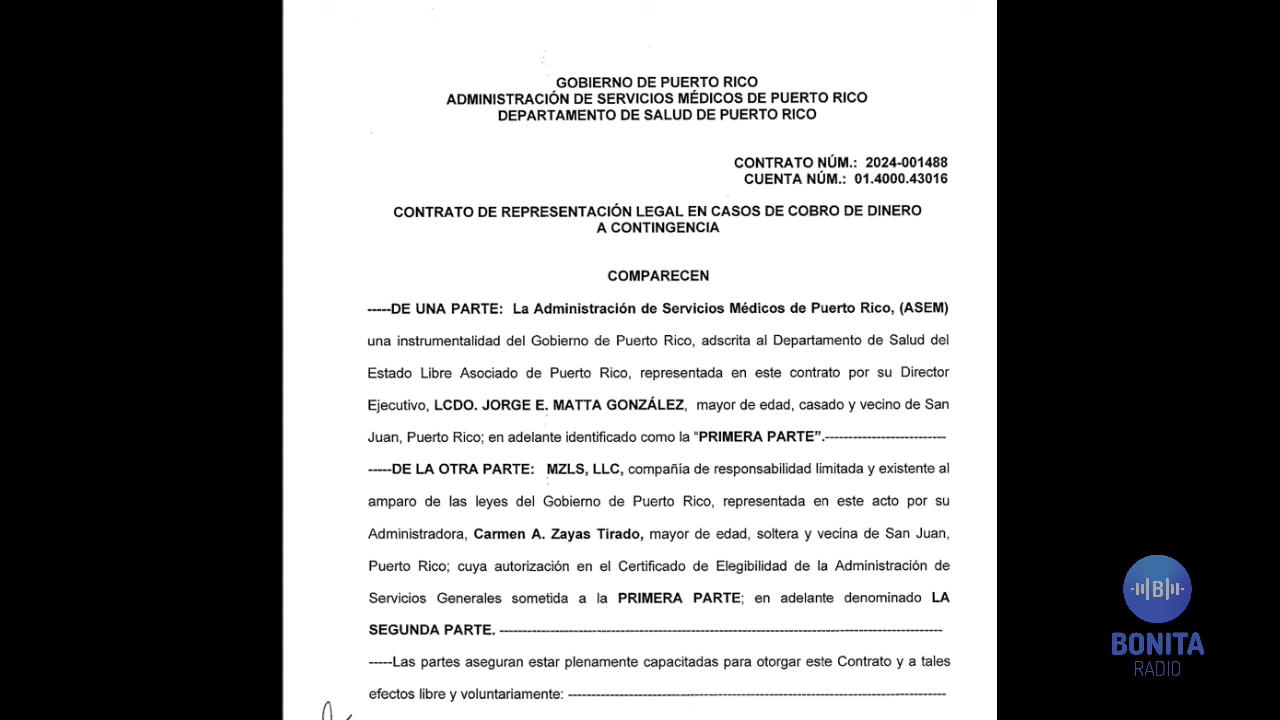 GOBIERNO DE PUERTO RICO
ADMINISTRACIÓN DE SERVICIOS MÉDICOS DE PUERTO RICO
DEPARTAMENTO DE SALUD DE PUERTO RICO
CONTRATO NÚM.: 2024-001488
CUENTA NÚM.: 01.4000.43016
CONTRATO DE REPRESENTACIÓN LEGAL EN CASOS DE COBRO DE DINERO
A CONTINGENCIA
COMPARECEN
-----DE UNA PARTE: La Administración de Servicios Médicos de Puerto Rico, (ASEM)
una instrumentalidad del Gobierno de Puerto Rico, adscrita al Departamento de Salud del
Estado Libre Asociado de Puerto Rico, representada en este contrato por su Director
Ejecutivo, LCDO. JORGE E. MATTA GONZÁLEZ, mayor de edad, casado y vecino de San
Juan, Puerto Rico; en adelante identificado como la “PRIMERA PARTE”.--------------------------
-----DE LA OTRA PARTE: MZLS, LLC, compañía de responsabilidad limitada y existente al
amparo de las leyes del Gobierno de Puerto Rico, representada en este acto por su
Administradora, Carmen A. Zayas Tirado, mayor de edad, soltera y vecina de San Juan,
Puerto Rico; cuya autorización en el Certificado de Elegibilidad de la Administración de
Servicios Generales sometida a la PRIMERA PARTE; en adelante denominado LA
SEGUNDA PARTE. ------------------------------------------------------------------------------------
-----Las partes aseguran estar plenamente capacitadas para otorgar este Contrato y a tales
efectos libre y voluntariamente: ------------------------------------------------------------------------
B
BONITA
RADIO